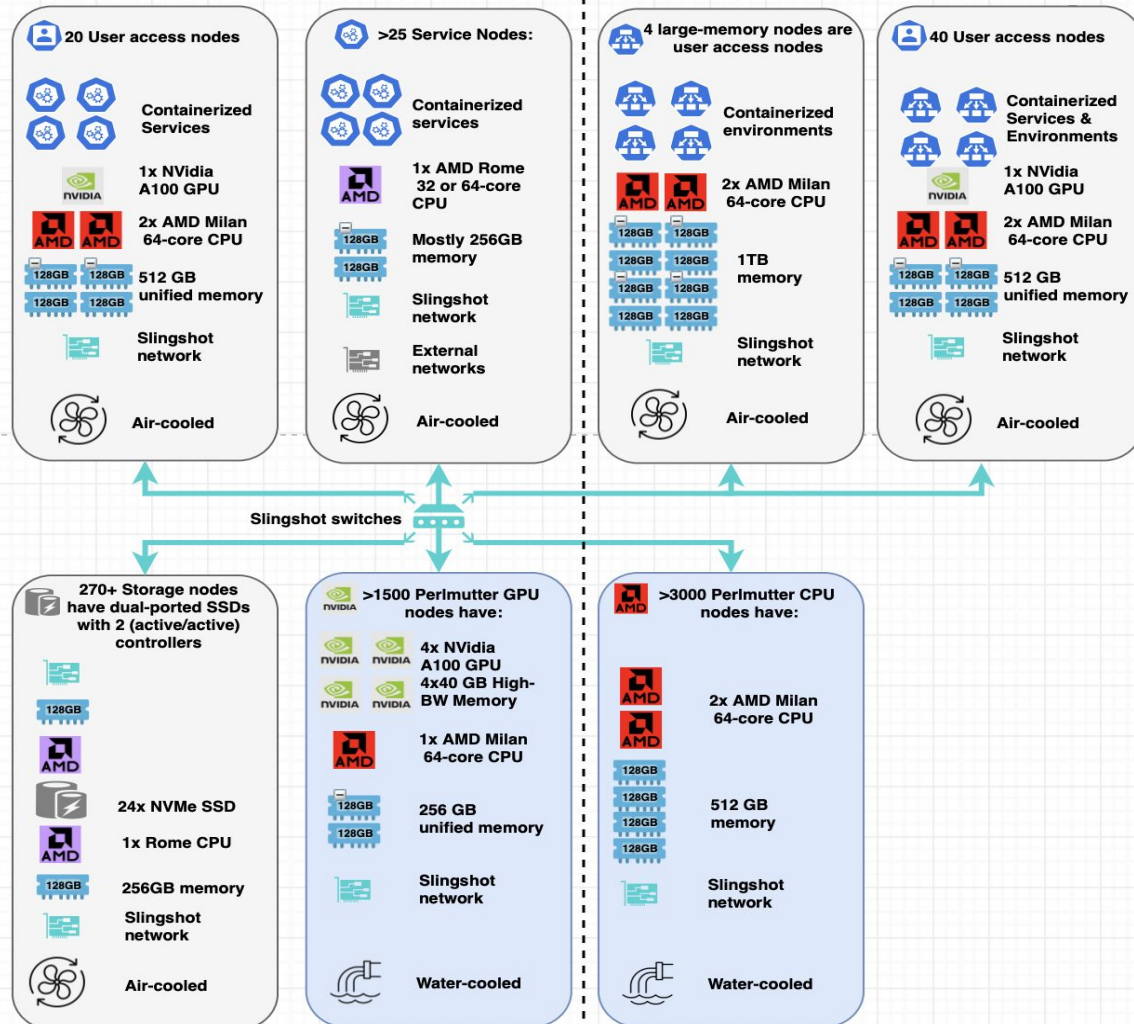 20 User access nodes
Containerized
Services
NVIDIA
1x NVidia
A100 GPU
AMD
AMD
2x AMD Milan
64-core CPU
128GB
128GB
128GB
128GB
512 GB
unified memory
Slingshot
network
Air-cooled
>25 Service Nodes:
Containerized
services
AMD
1x AMD Rome
32 or 64-core
CPU
128GB
128GB
Mostly 256GB
memory
Slingshot
network
External
networks
Air-cooled
4 large-memory nodes are
user access nodes
Containerized
environments
AMD
AMD
2x AMD Milan
64-core CPU
128GB
128GB
128GB
128GB
128GB
128GB
128GB
128GB
1TB
memory
Slingshot
network
Air-cooled
40 User access nodes
Containerized
Services &
Environments
NVIDIA
1x NVidia
A100 GPU
AMD
AMD
2x AMD Milan
64-core CPU
128GB
128GB
128GB
128GB
512 GB
unified memory
Slingshot
network
Air-cooled
Slingshot switches
270+ Storage nodes
have dual-ported SSDs
with 2 (active/active)
controllers
128GB
AMD
24x NVMe SSD
AMD
1x Rome CPU
128GB
256GB memory
Slingshot
network
Air-cooled
NVIDIA
>1500 Perlmutter GPU
nodes have:
NVIDIA
NVIDIA
NVIDIA
NVIDIA
4x NVidia
A100 GPU
4x40 GB High-
BW Memory
AMD
1x AMD Milan
64-core CPU
128GB
128GB
256 GB
unified memory
Slingshot
network
Water-cooled
AMD
>3000 Perlmutter CPU
nodes have:
AMD
AMD
2x AMD Milan
64-core CPU
128GB
128GB
128GB
128GB
512 GB
memory
Slingshot
network
Water-cooled